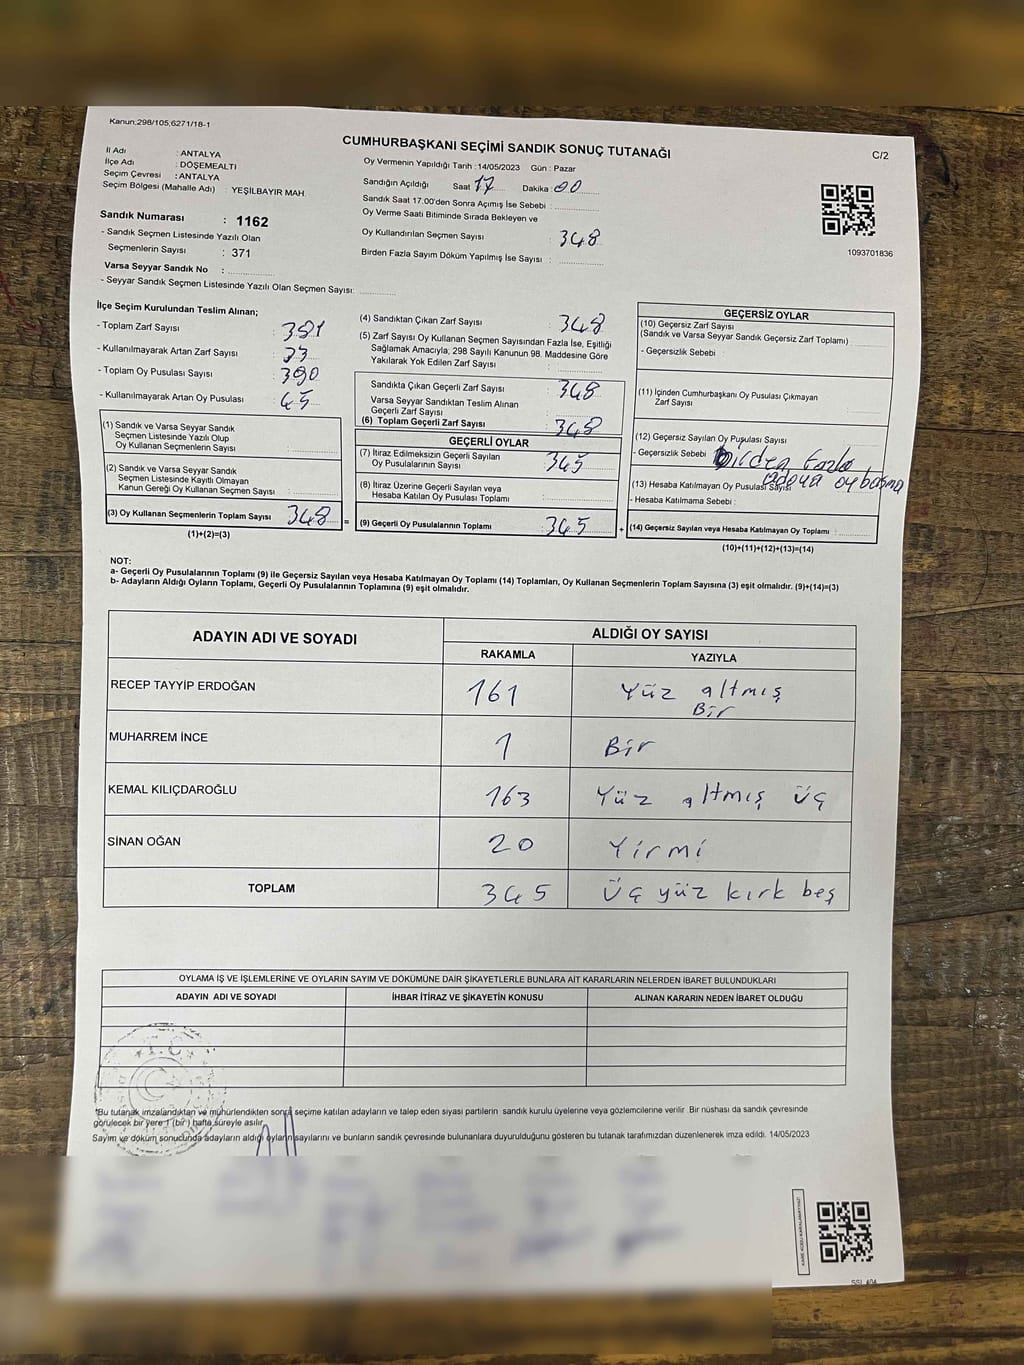 Kanun:298/105,6271/18-1
CUMHURBAŞKANI SEÇİMİ SANDIK SONUÇ TUTANAĞI
C/2
İl Adı : ANTALYA
İlçe Adı : DÖŞEMEALTI
Seçim Çevresi : ANTALYA
Seçim Bölgesi (Mahalle Adı) : YEŞİLBAYIR MAH.
Sandık Numarası : 1162
- Sandık Seçmen Listesinde Yazılı Olan
Seçmenlerin Sayısı : 371
Varsa Seyyar Sandık No :
- Seyyar Sandık Seçmen Listesinde Yazılı Olan Seçmen Sayısı:
Oy Vermenin Yapıldığı Tarih :14/05/2023 Gün : Pazar
Sandığın Açıldığı Saat 17 Dakika 00
Sandık Saat 17.00'den Sonra Açımış İse Sebebi :
Oy Verme Saati Bitiminde Sırada Bekleyen ve
Oy Kullandırılan Seçmen Sayısı : 348
Birden Fazla Sayım Döküm Yapılmış İse Sayısı :
1093701836
İlçe Seçim Kurulundan Teslim Alınan;
- Toplam Zarf Sayısı : 381
- Kullanılmayarak Artan Zarf Sayısı : 33
- Toplam Oy Pusulası Sayısı : 390
- Kullanılmayarak Artan Oy Pusulası : 45
(1) Sandık ve Varsa Seyyar Sandık
Seçmen Listesinde Yazılı Olup
Oy Kullanan Seçmenlerin Sayısı :
(2) Sandık ve Varsa Seyyar Sandık
Seçmen Listesinde Kayıtlı Olmayan
Kanun Gereği Oy Kullanan Seçmen Sayısı :
(3) Oy Kullanan Seçmenlerin Toplam Sayısı : 348 =
(1)+(2)=(3)
(4) Sandıktan Çıkan Zarf Sayısı : 348
(5) Zarf Sayısı Oy Kullanan Seçmen Sayısından Fazla İse, Eşitliği
Sağlamak Amacıyla, 298 Sayılı Kanunun 98. Maddesine Göre
Yakılarak Yok Edilen Zarf Sayısı :
Sandıkta Çıkan Geçerli Zarf Sayısı : 348
Varsa Seyyar Sandıktan Teslim Alınan
Geçerli Zarf Sayısı :
(6) Toplam Geçerli Zarf Sayısı : 348
GEÇERLİ OYLAR
(7) İtiraz Edilmeksizin Geçerli Sayılan
Oy Pusulalarının Sayısı : 345
(8) İtiraz Üzerine Geçerli Sayılan veya
Hesaba Katılan Oy Pusulası Toplamı :
(9) Geçerli Oy Pusulalarının Toplamı : 345 +
GEÇERSİZ OYLAR
(10) Geçersiz Zarf Sayısı
(Sandık ve Varsa Seyyar Sandık Geçersiz Zarf Toplamı) :
- Geçersizlik Sebebi :
(11) İçinden Cumhurbaşkanı Oy Pusulası Çıkmayan
Zarf Sayısı :
(12) Geçersiz Sayılan Oy Pusulası Sayısı :
- Geçersizlik Sebebi : birden fazla
adaya oy basma
(13) Hesaba Katılmayan Oy Pusulası Sayısı
- Hesaba Katılmama Sebebi :
(14) Geçersiz Sayılan veya Hesaba Katılmayan Oy Toplamı :
(10)+(11)+(12)+(13)=(14)
NOT:
a- Geçerli Oy Pusulalarının Toplamı (9) ile Geçersiz Sayılan veya Hesaba Katılmayan Oy Toplamı (14) Toplamları, Oy Kullanan Seçmenlerin Toplam Sayısına (3) eşit olmalıdır. (9)+(14)=(3)
b- Adayların Aldığı Oyların Toplamı, Geçerli Oy Pusulalarının Toplamına (9) eşit olmalıdır.
ADAYIN ADI VE SOYADI
ALDIĞI OY SAYISI
RAKAMLA YAZIYLA
RECEP TAYYİP ERDOĞAN 161 Yüz altmış
Bir
MUHARREM İNCE 1 Bir
KEMAL KILIÇDAROĞLU 163 Yüz altmış üç
SİNAN OĞAN 20 Yirmi
TOPLAM 345 Üç yüz kırk beş
OYLAMA İŞ VE İŞLEMLERİNE VE OYLARIN SAYIM VE DÖKÜMÜNE DAİR ŞİKAYETLERLE BUNLARA AİT KARARLARIN NELERDEN İBARET BULUNDUKLARI
ADAYIN ADI VE SOYADI İHBAR İTİRAZ VE ŞİKAYETİN KONUSU ALINAN KARARIN NEDEN İBARET OLDUĞU
T.C.
*Bu tutanak imzalandıktan ve mühürlendikten sonra seçime katılan adayların ve talep eden siyasi partilerin sandık kurulu üyelerine veya gözlemcilerine verilir. Bir nüshası da sandık çevresinde
görülecek bir yere 1 (bir) hafta süreyle asılır.
Sayım ve döküm sonucunda adayların aldığı oyların sayılarını ve bunların sandık çevresinde bulunanlara duyurulduğunu gösteren bu tutanak tarafımızdan düzenlenerek imza edildi. 14/05/2023